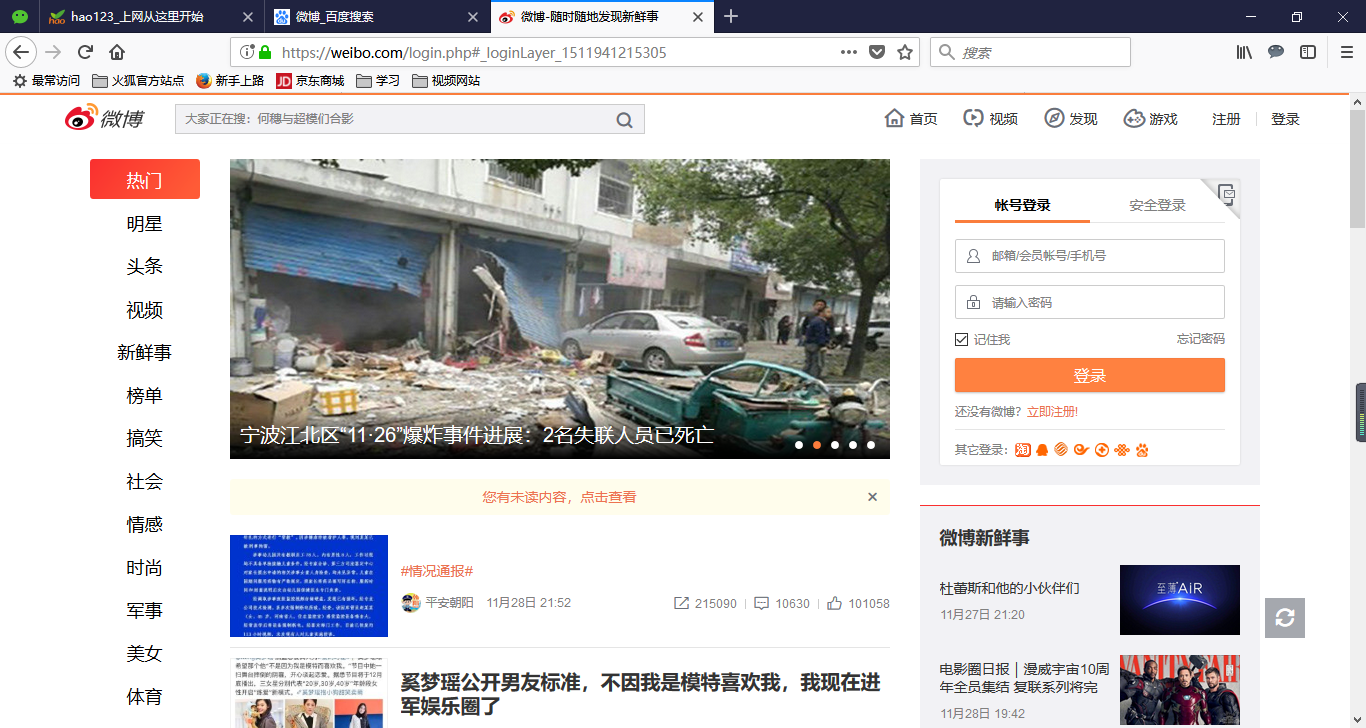 hao123_上网从这里开始
微博_百度搜索
微博-随时随地发现新鲜事
https://weibo.com/login.php#_loginLayer_1511941215305
搜索
最常访问
火狐官方站点
新手上路
JD 京东商城
学习
视频网站
微博
大家正在搜：何穗与超模们合影
首页
视频
发现
游戏
注册
登录
热门
明星
头条
视频
新鲜事
榜单
搞笑
社会
情感
时尚
军事
美女
体育
宁波江北区“11·26”爆炸事件进展：2名失联人员已死亡
您有未读内容，点击查看
#情况通报#
平安朝阳 11月28日 21:52
215090
10630
101058
奚梦瑶公开男友标准，不因我是模特喜欢我，我现在进
军娱乐圈了
帐号登录
安全登录
邮箱/会员帐号/手机号
请输入密码
记住我
忘记密码
登录
还没有微博？立即注册!
其它登录：
淘
微博新鲜事
杜蕾斯和他的小伙伴们
11月27日 21:20
至薄 AiR
电影圈日报｜漫威宇宙10周
年全员集结 复联系列将完
11月28日 19:42